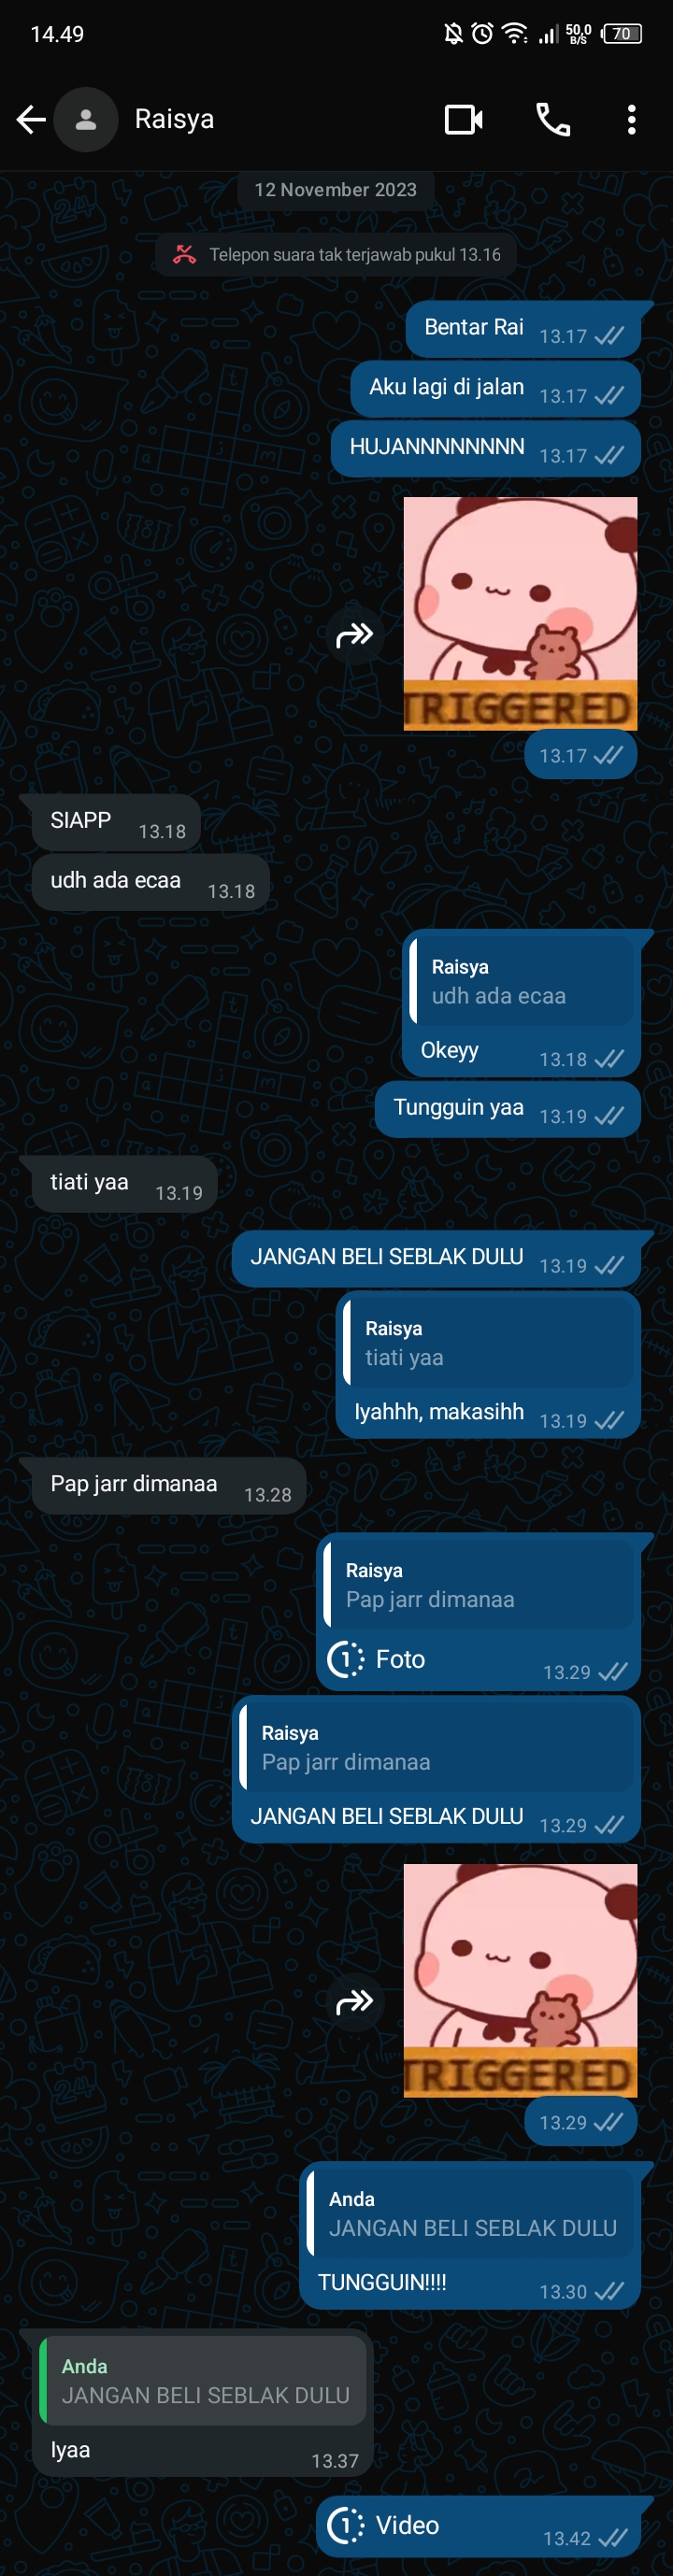 14.49
50,0
B/S
70
Raisya
12 November 2023
Telepon suara tak terjawab pukul 13.16
Bentar Rai 13.17
Aku lagi di jalan 13.17
HUJANNNNNNNN 13.17
TRIGGERED
13.17
SIAPP 13.18
udh ada ecaa 13.18
Raisya
udh ada ecaa
Okeyy 13.18
Tungguin yaa 13.19
tiati yaa 13.19
JANGAN BELI SEBLAK DULU 13.19
Raisya
tiati yaa
Iyahhh, makasihh 13.19
Pap jarr dimanaa 13.28
Raisya
Pap jarr dimanaa
1 Foto 13.29
Raisya
Pap jarr dimanaa
JANGAN BELI SEBLAK DULU 13.29
TRIGGERED
13.29
Anda
JANGAN BELI SEBLAK DULU
TUNGGUIN!!!! 13.30
Anda
JANGAN BELI SEBLAK DULU
Iyaa 13.37
1 Video 13.42